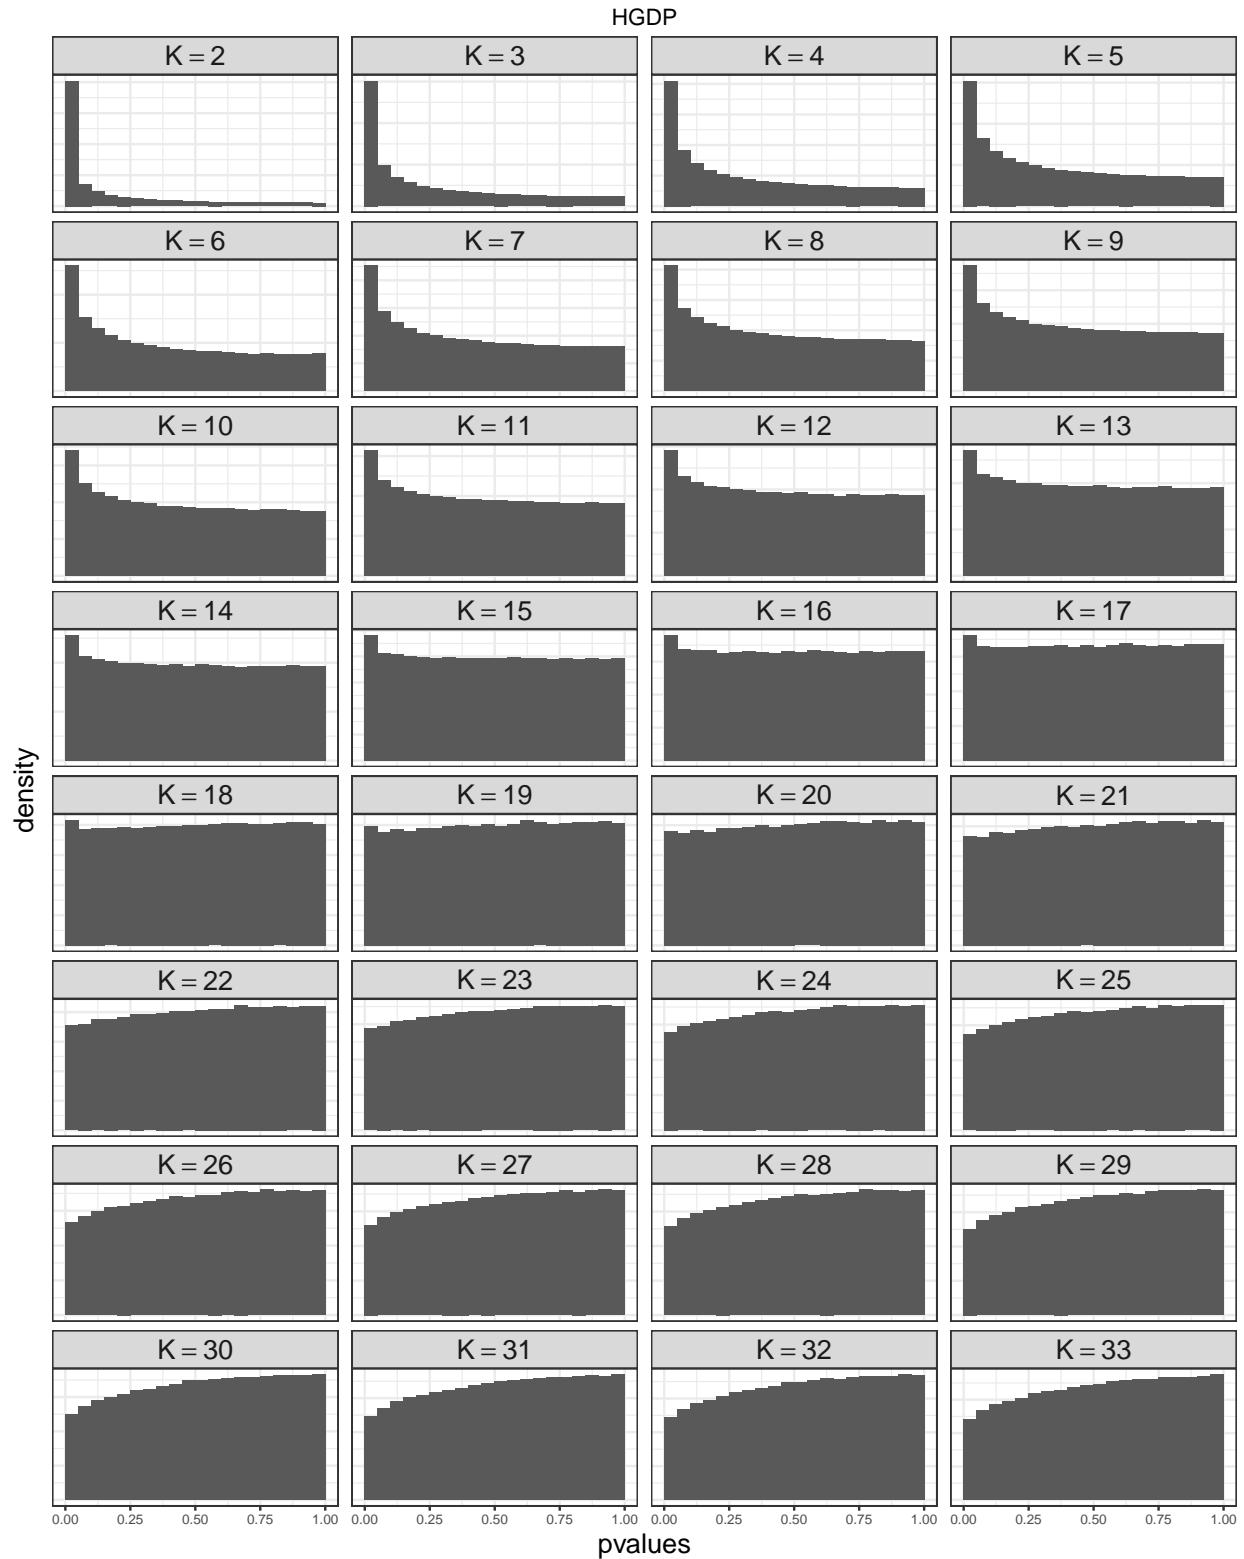 HGDP
K = 2
K = 3
K = 4
K = 5
K = 6
K = 7
K = 8
K = 9
K = 10
K = 11
K = 12
K = 13
K = 14
K = 15
K = 16
K = 17
density
K = 18
K = 19
K = 20
K = 21
K = 22
K = 23
K = 24
K = 25
K = 26
K = 27
K = 28
K = 29
K = 30
K = 31
K = 32
K = 33
0.00 0.25 0.50 0.75 1.00 0.00 0.25 0.50 0.75 1.00 0.00 0.25 0.50 0.75 1.00 0.00 0.25 0.50 0.75 1.00
pvalues